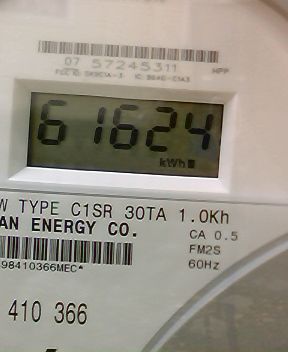 07 57245311
HPP
61624
kWh
W TYPE C1SR 30TA 1.0Kh
AN ENERGY CO.
CA 0.5
FM2S
60Hz
98410366MEC*
410 366